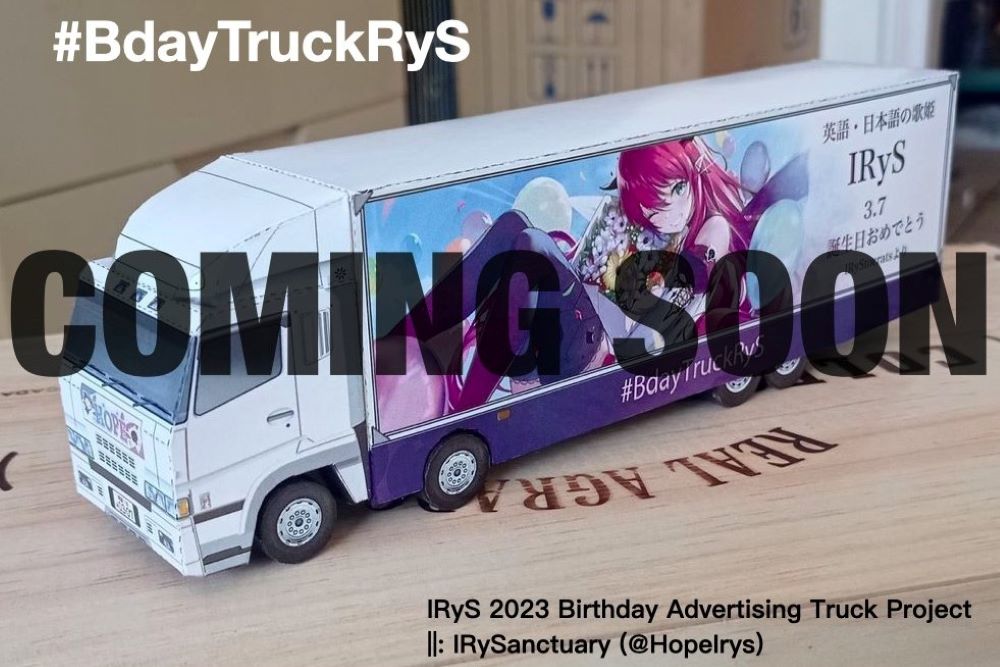 #BdayTruckRyS
英語・日本語の歌姫
IRyS
3.7
誕生日おめでとう
COMING SOON
#BdayTruckRyS
HOPE
REAL AGRA
IRyS 2023 Birthday Advertising Truck Project
||: IRySanctuary (@HopeIrys)